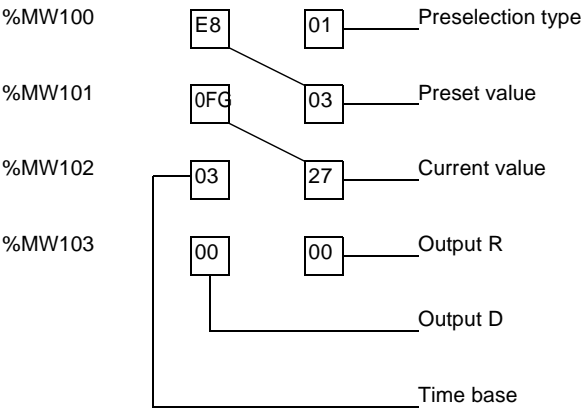 %MW100 E8 01 Preselection type
%MW101 0FG 03 Preset value
%MW102 03 27 Current value
%MW103 00 00 Output R
Output D
Time base